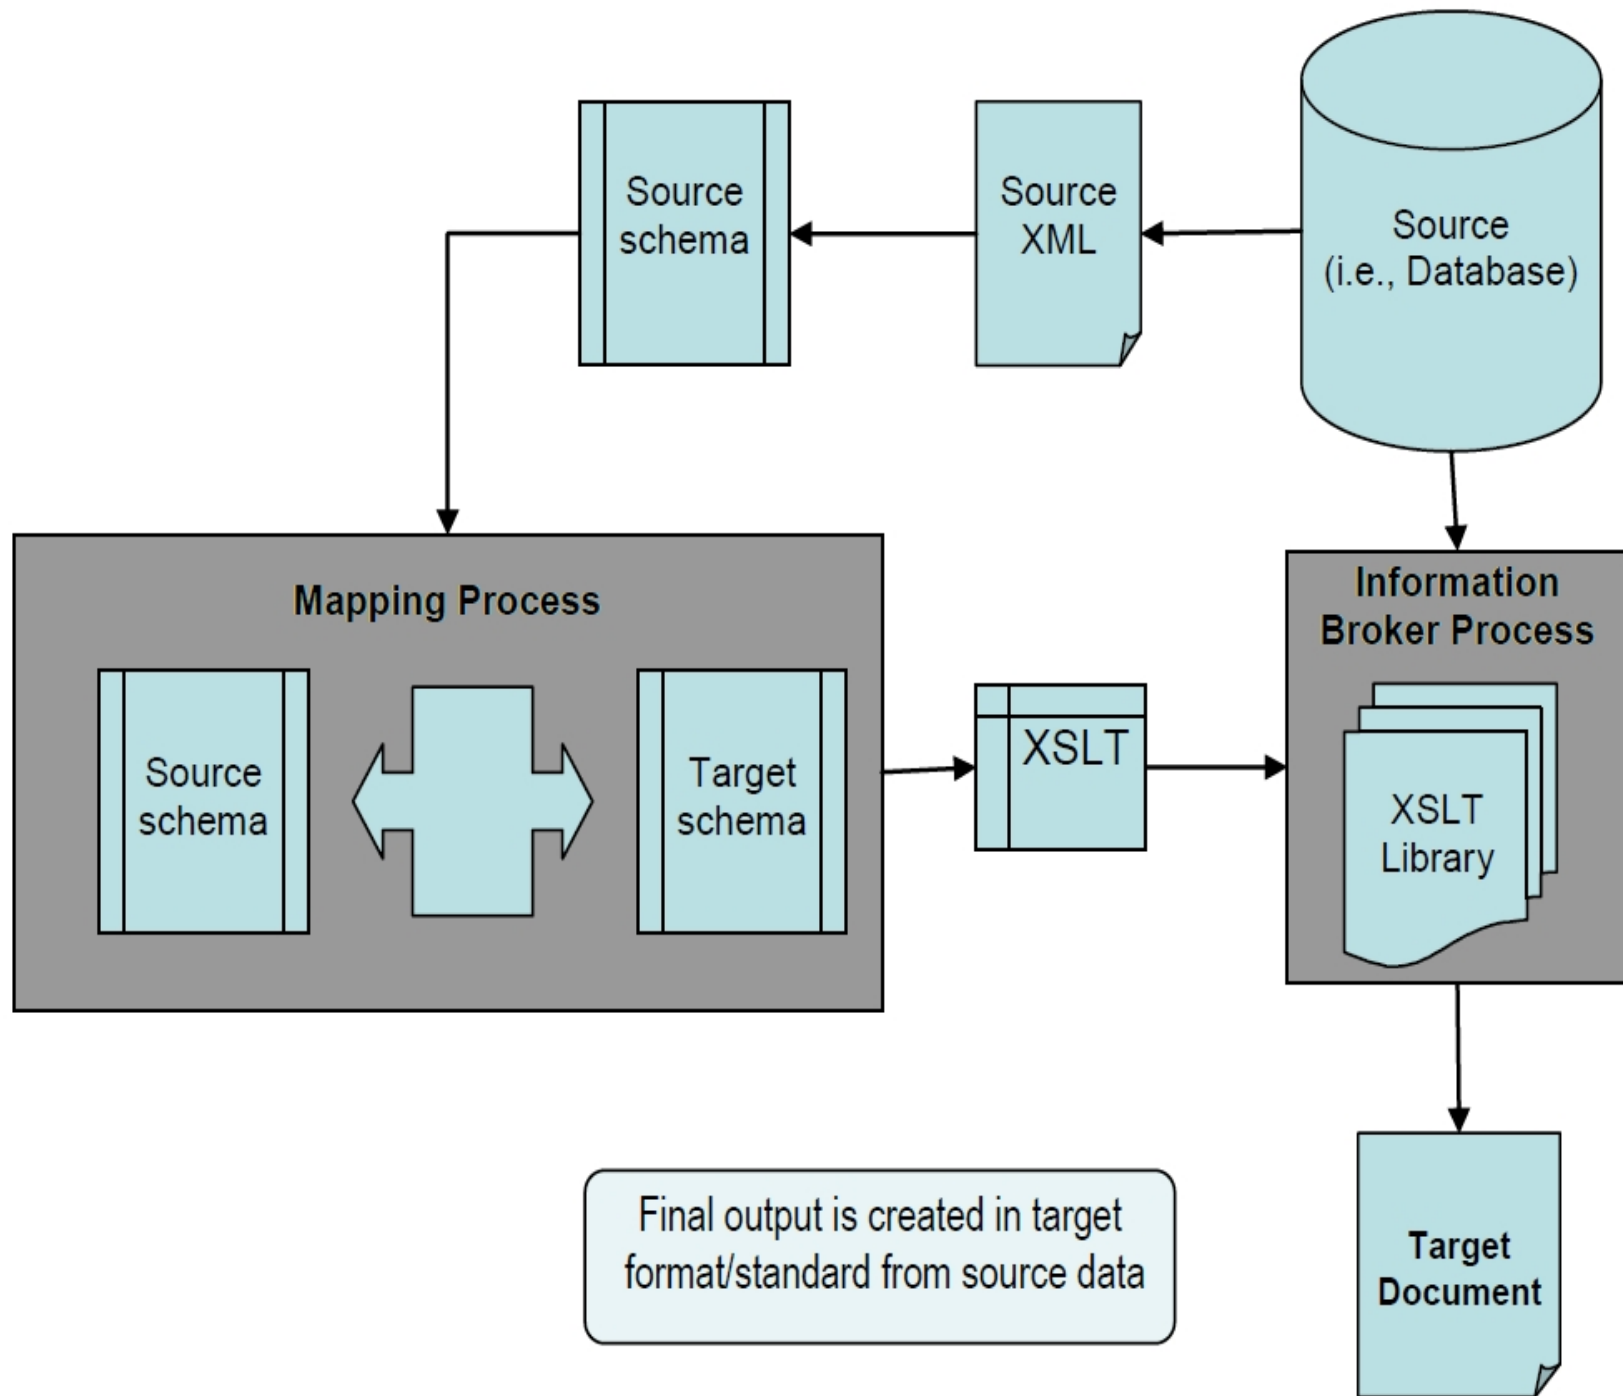 Source
schema
Source
XML
Source
(i.e., Database)
Mapping Process
Source
schema
Target
schema
XSLT
Information
Broker Process
XSLT
Library
Final output is created in target
format/standard from source data
Target
Document